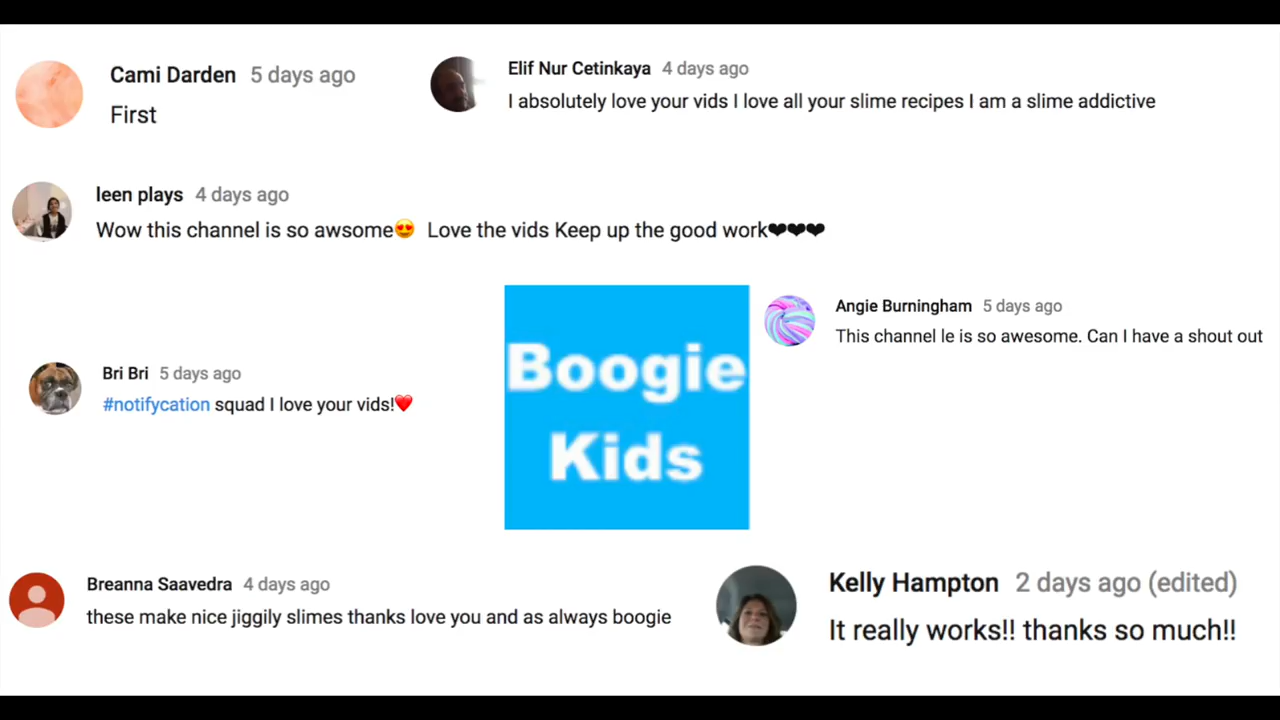 Cami Darden 5 days ago
First
Elif Nur Cetinkaya 4 days ago
I absolutely love your vids I love all your slime recipes I am a slime addictive
leen plays 4 days ago
Wow this channel is so awsome😍 Love the vids Keep up the good work❤❤❤
Angie Burningham 5 days ago
This channel le is so awesome. Can I have a shout out
Bri Bri 5 days ago
#notifycation squad I love your vids!❤️
Boogie
Kids
Breanna Saavedra 4 days ago
these make nice jiggily slimes thanks love you and as always boogie
Kelly Hampton 2 days ago (edited)
It really works!! thanks so much!!